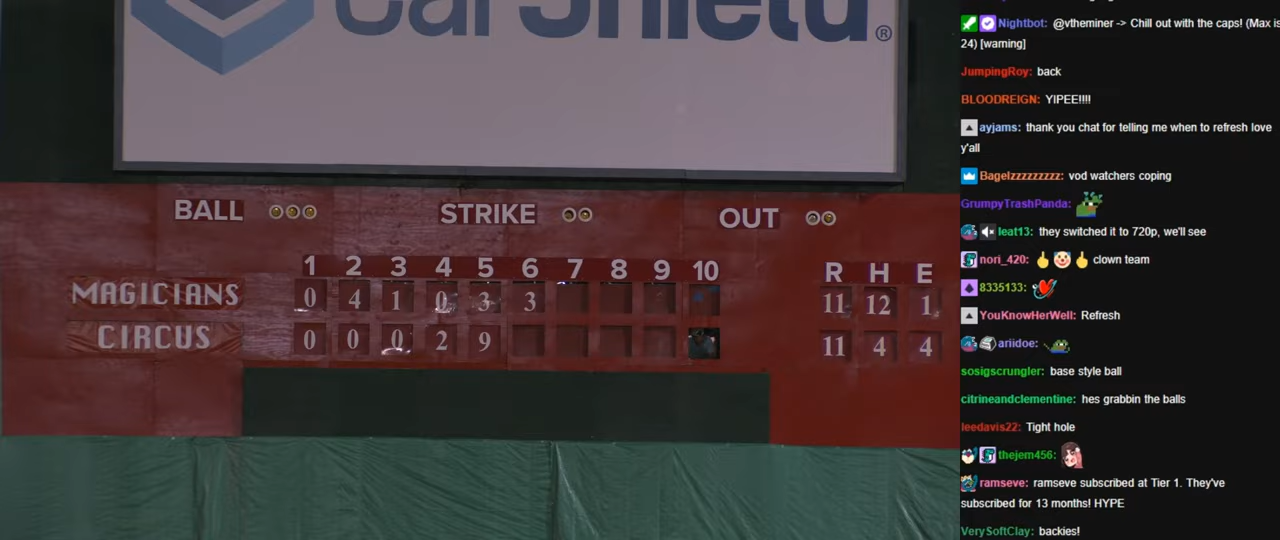 CarShield®
BALL STRIKE OUT
1 2 3 4 5 6 7 8 9 10 R H E
MAGICIANS 0 4 1 0 3 3 11 12 1
CIRCUS 0 0 0 2 9 11 4 4
Nightbot: @vtheminer -> Chill out with the caps! (Max is
24) [warning]
JumpingRoy: back
BLOODREIGN: YIPEE!!!!
ayjams: thank you chat for telling me when to refresh love
y'all
Bagelzzzzzzzzz: vod watchers coping
GrumpyTrashPanda:
leat13: they switched it to 720p, we'll see
nori_420: clown team
8335133:
YouKnowHerWell: Refresh
ariidoe:
sosigscrungler: base style ball
citrineandclementine: hes grabbin the balls
leedavis22: Tight hole
thejem456:
ramseve: ramseve subscribed at Tier 1. They've
subscribed for 13 months! HYPE
VerySoftClay: backies!